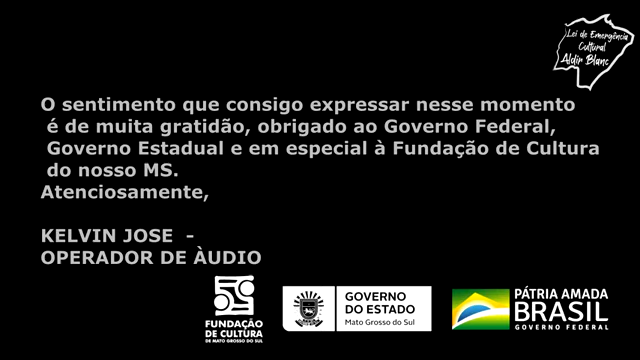 Lei de Emergência
Cultural
Aldir Blanc
O sentimento que consigo expressar nesse momento
é de muita gratidão, obrigado ao Governo Federal,
Governo Estadual e em especial à Fundação de Cultura
do nosso MS.
Atenciosamente,
KELVIN JOSE -
OPERADOR DE ÀUDIO
FUNDAÇÃO
DE CULTURA
DE MATO GROSSO DO SUL
GOVERNO
DO ESTADO
Mato Grosso do Sul
PÁTRIA AMADA
BRASIL
GOVERNO FEDERAL